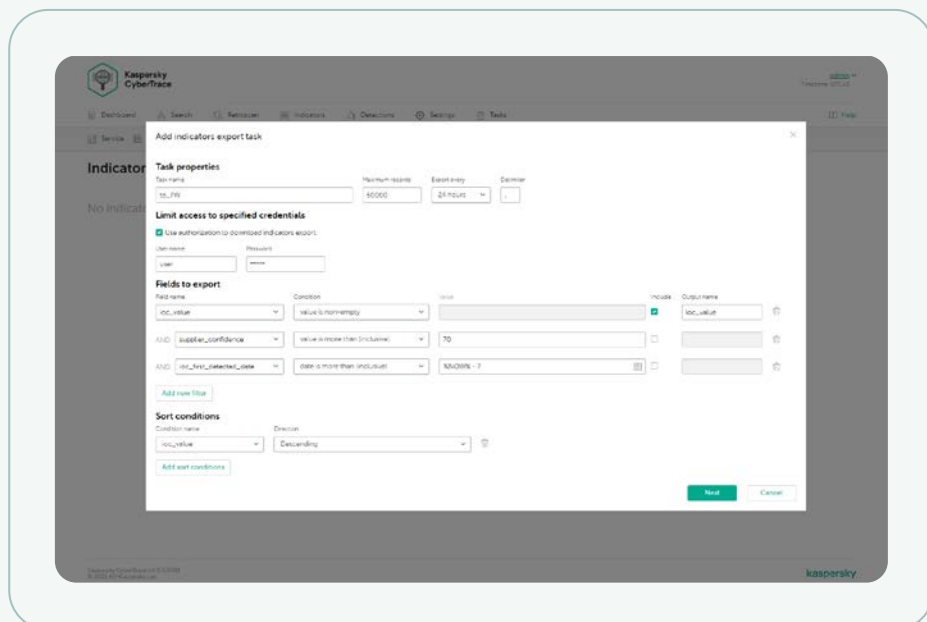 Kaspersky
CyberTrace
admin
Dashboard Search Retroscan Indicators Detections Settings Tasks Help
Service
Add indicators export task
Indicator
No indicat
Task properties
Task name Maximum records Export every Delimiter
to_FW 50000 24 hours
Limit access to specified credentials
Use authorization to download indicators export
User name Password
user
Fields to export
Field name Condition Value Include Output name
ioc_value value is non-empty ioc_value
AND supplier_confidence value is more than (inclusive) 70
AND ioc_first_detected_date date is more than (inclusive) %NOW% - 7
Add new filter
Sort conditions
Condition name Direction
ioc_value Descending
Add sort conditions
Next Cancel
kaspersky